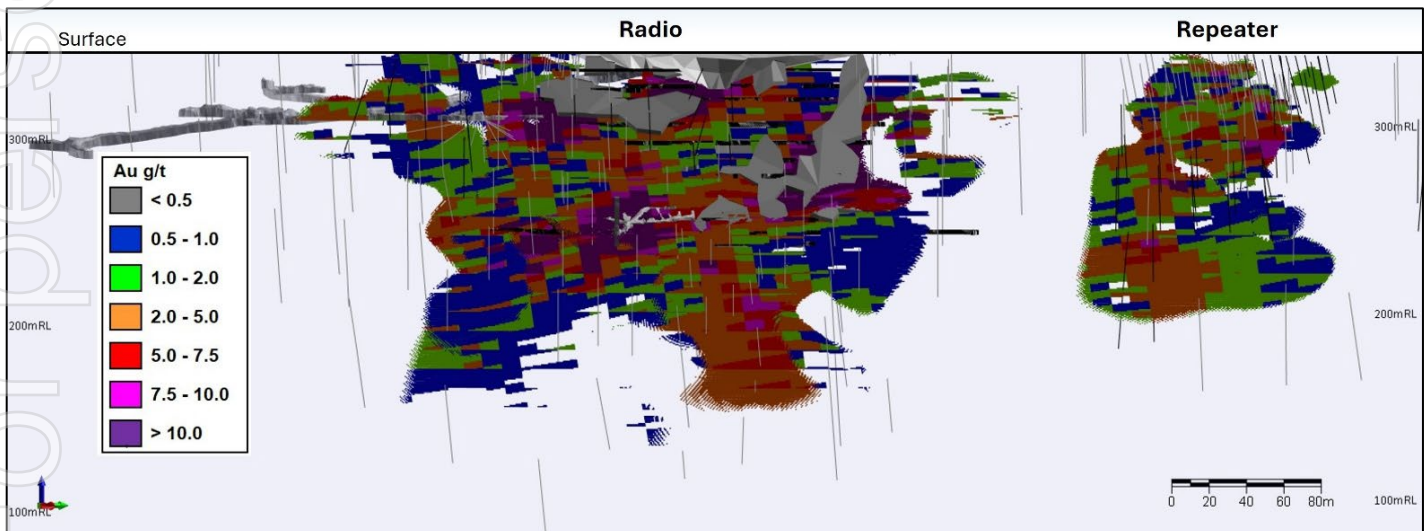 Radio
Repeater
Surface
300mRL
300mRL
Au g/t
< 0.5
0.5 - 1.0
1.0 - 2.0
2.0 - 5.0
5.0 - 7.5
7.5 - 10.0
> 10.0
200mRL
200mRL
0 20 40 60 80m
100mRL
100mRL
or perso